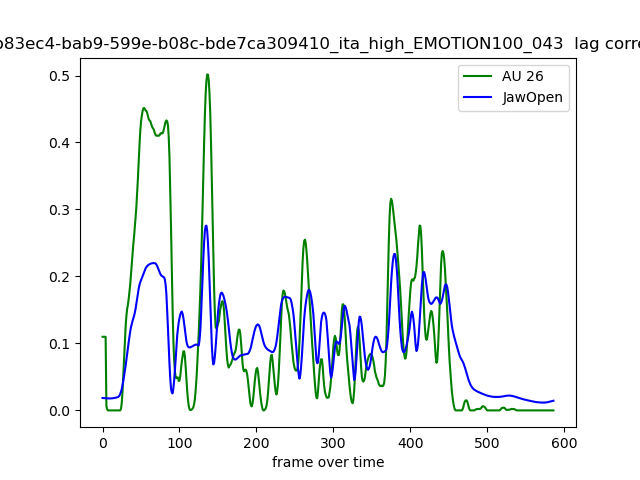 b83ec4-bab9-599e-b08c-bde7ca309410_ita_high_EMOTION100_043 lag corre
AU 26
JawOpen
0.5
0.4
0.3
0.2
0.1
0.0
0 100 200 300 400 500 600
frame over time